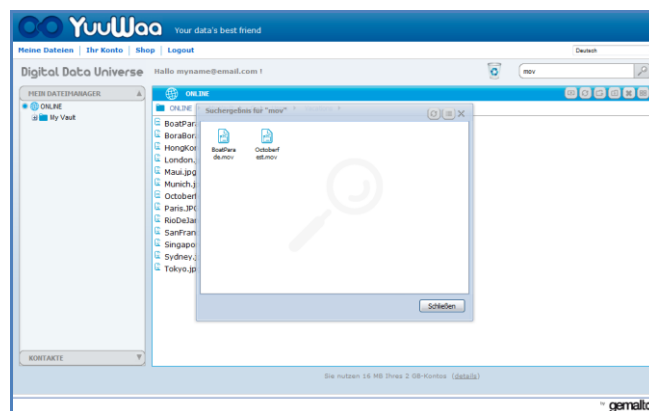 YuuWaa Your data's best friend
Meine Dateien | Ihr Konto | Shop | Logout
Deutsch
Digital Data Universe Hallo myname@email.com !
mov
MEIN DATEIMANAGER
ONLINE
ONLINE
ONLINE
My Vault
Suchergebnis für "mov"
BoatPar
BoraBor
HongKon
London.
Maui.jpg
Munich.j
Octoberf
Paris.JPG
RioDeJar
SanFran
Singapo
Sydney.j
Tokyo.jp
BoatPara
de.mov
Octoberf
est.mov
Schließen
KONTAKTE
Sie nutzen 16 MB Ihres 2 GB-Kontos (details)
gemalto